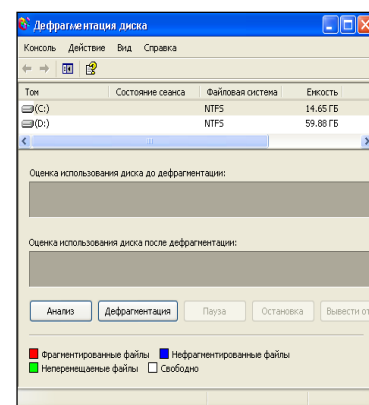 Дефрагментация диска
Консоль Действие Вид Справка
Том Состояние сеанса Файловая система Емкость
(C:) NTFS 14.65 ГБ
(D:) NTFS 59.88 ГБ
Оценка использования диска до дефрагментации:
Оценка использования диска после дефрагментации:
Анализ Дефрагментация Пауза Остановка Вывести от
Фрагментированные файлы Нефрагментированные файлы
Неперемещаемые файлы Свободно